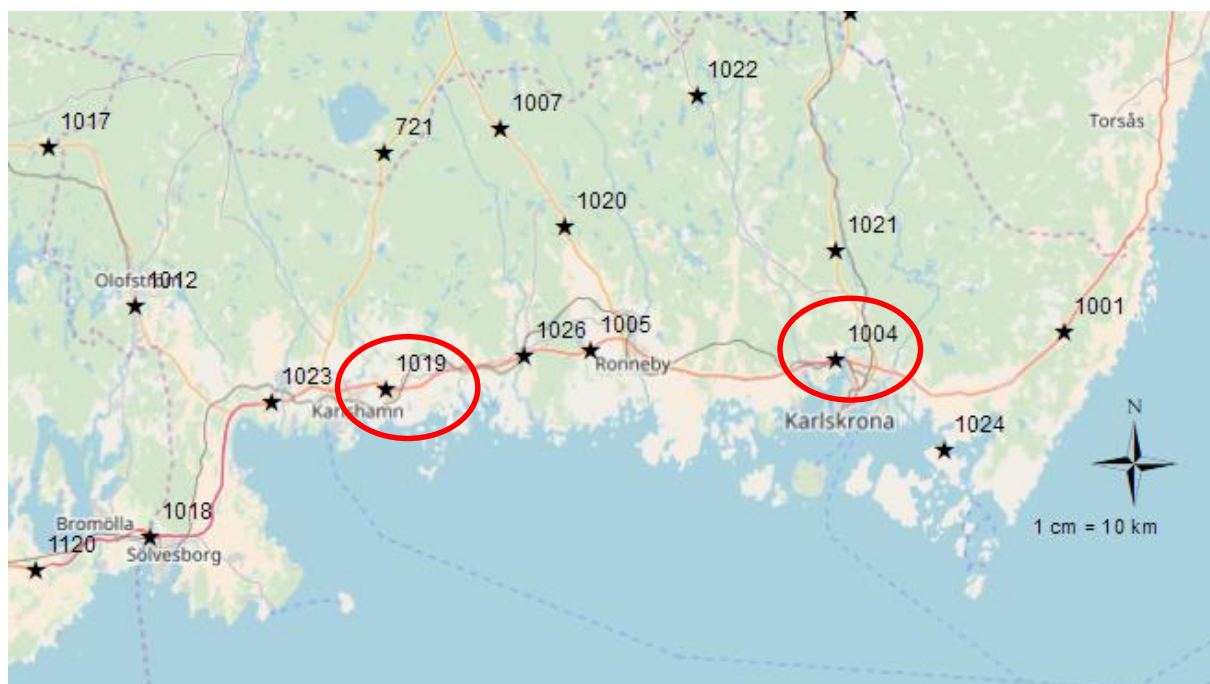 1022
1007
Torsås
1017
721
1020
1021
Olofström
1012
1001
1005
1004
1026
Ronneby
1019
1023
Karlshamn
Karlskrona
N
1024
1018
Bromölla
1 cm = 10 km
1120
Sölvesborg